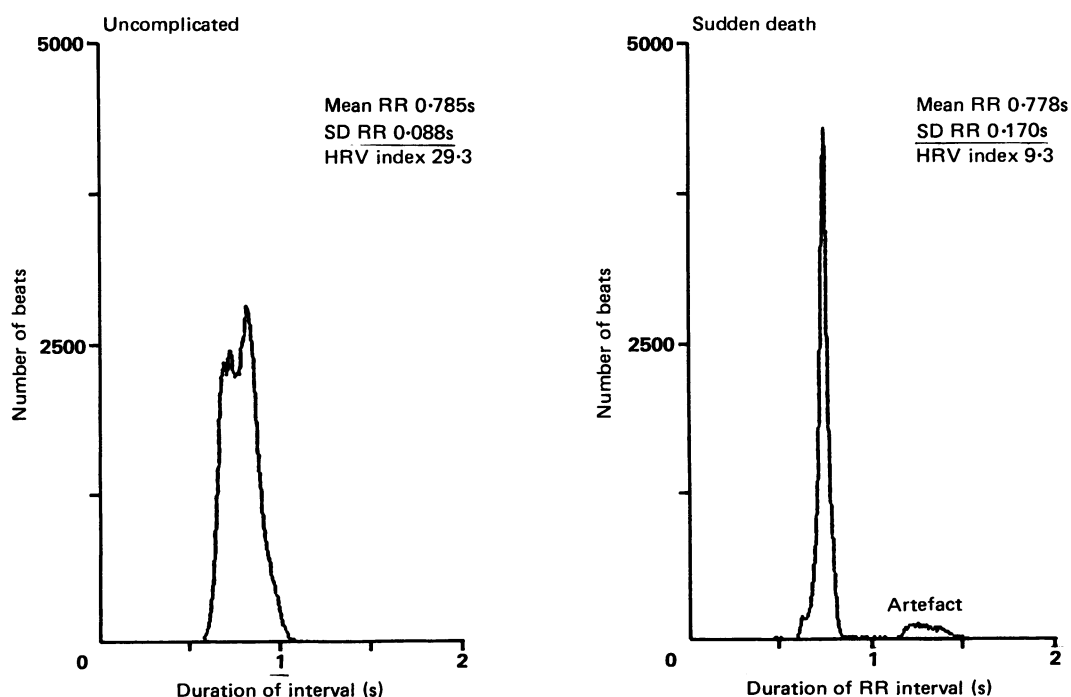 Uncomplicated
5000
Mean RR 0·785s
SD RR 0·088s
HRV index 29·3
Number of beats
2500
0
1
2
Duration of interval (s)
Sudden death
5000
Mean RR 0·778s
SD RR 0·170s
HRV index 9·3
Number of beats
2500
Artefact
0
1
2
Duration of RR interval (s)